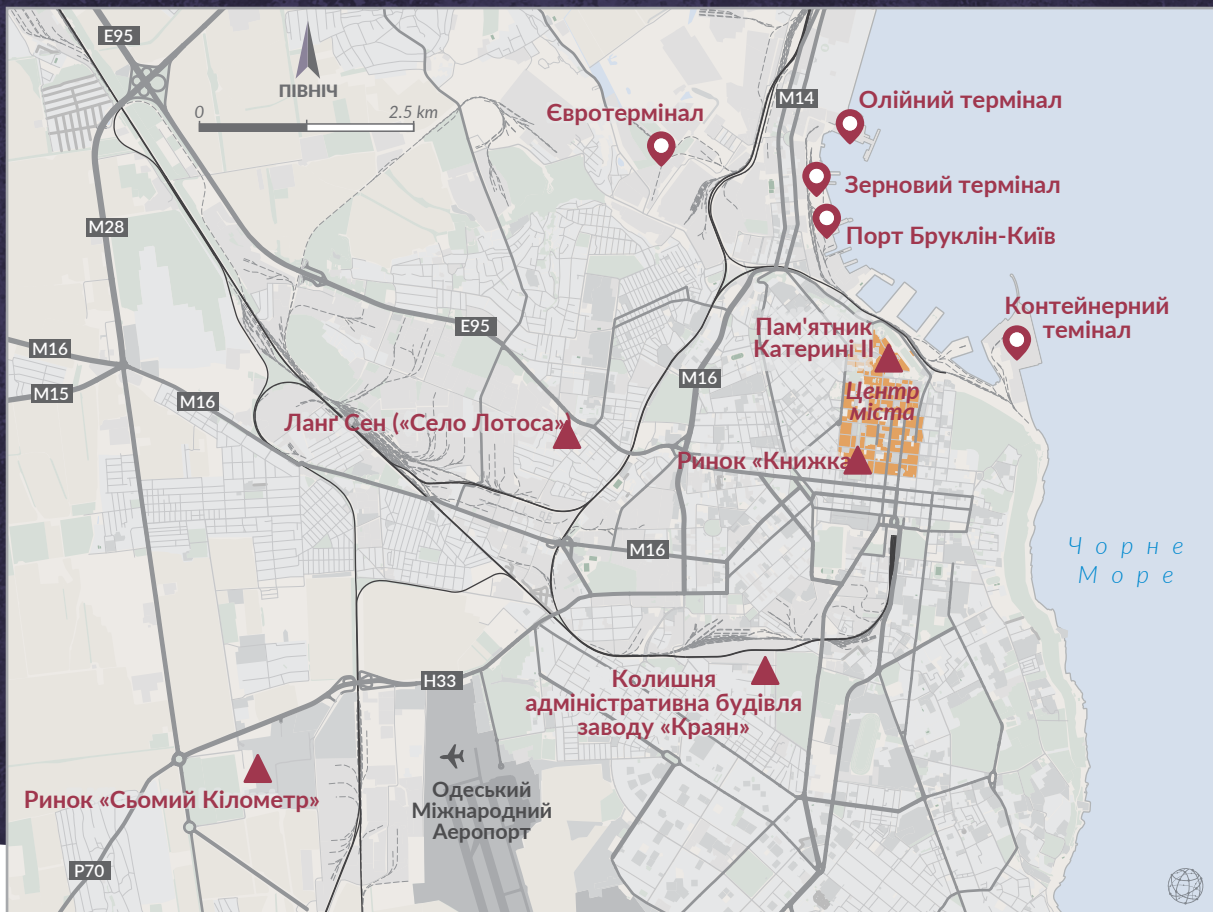 E95
ПІВНІЧ
0 2.5 km
M14
Олійний термінал
Євротермінал
Зерновий термінал
M28
Порт Бруклін-Київ
Контейнерний
темінал
E95
Пам'ятник
Катерині ІІ
M16
M16
M15
M16
Центр
міста
Ланґ Сен («Село Лотоса»)
Ринок «Книжка»
M16
Чорне
Море
H33
Колишня
адміністративна будівля
заводу «Краян»
Ринок «Сьомий Кілометр»
Одеський
Міжнародний
Аеропорт
P70